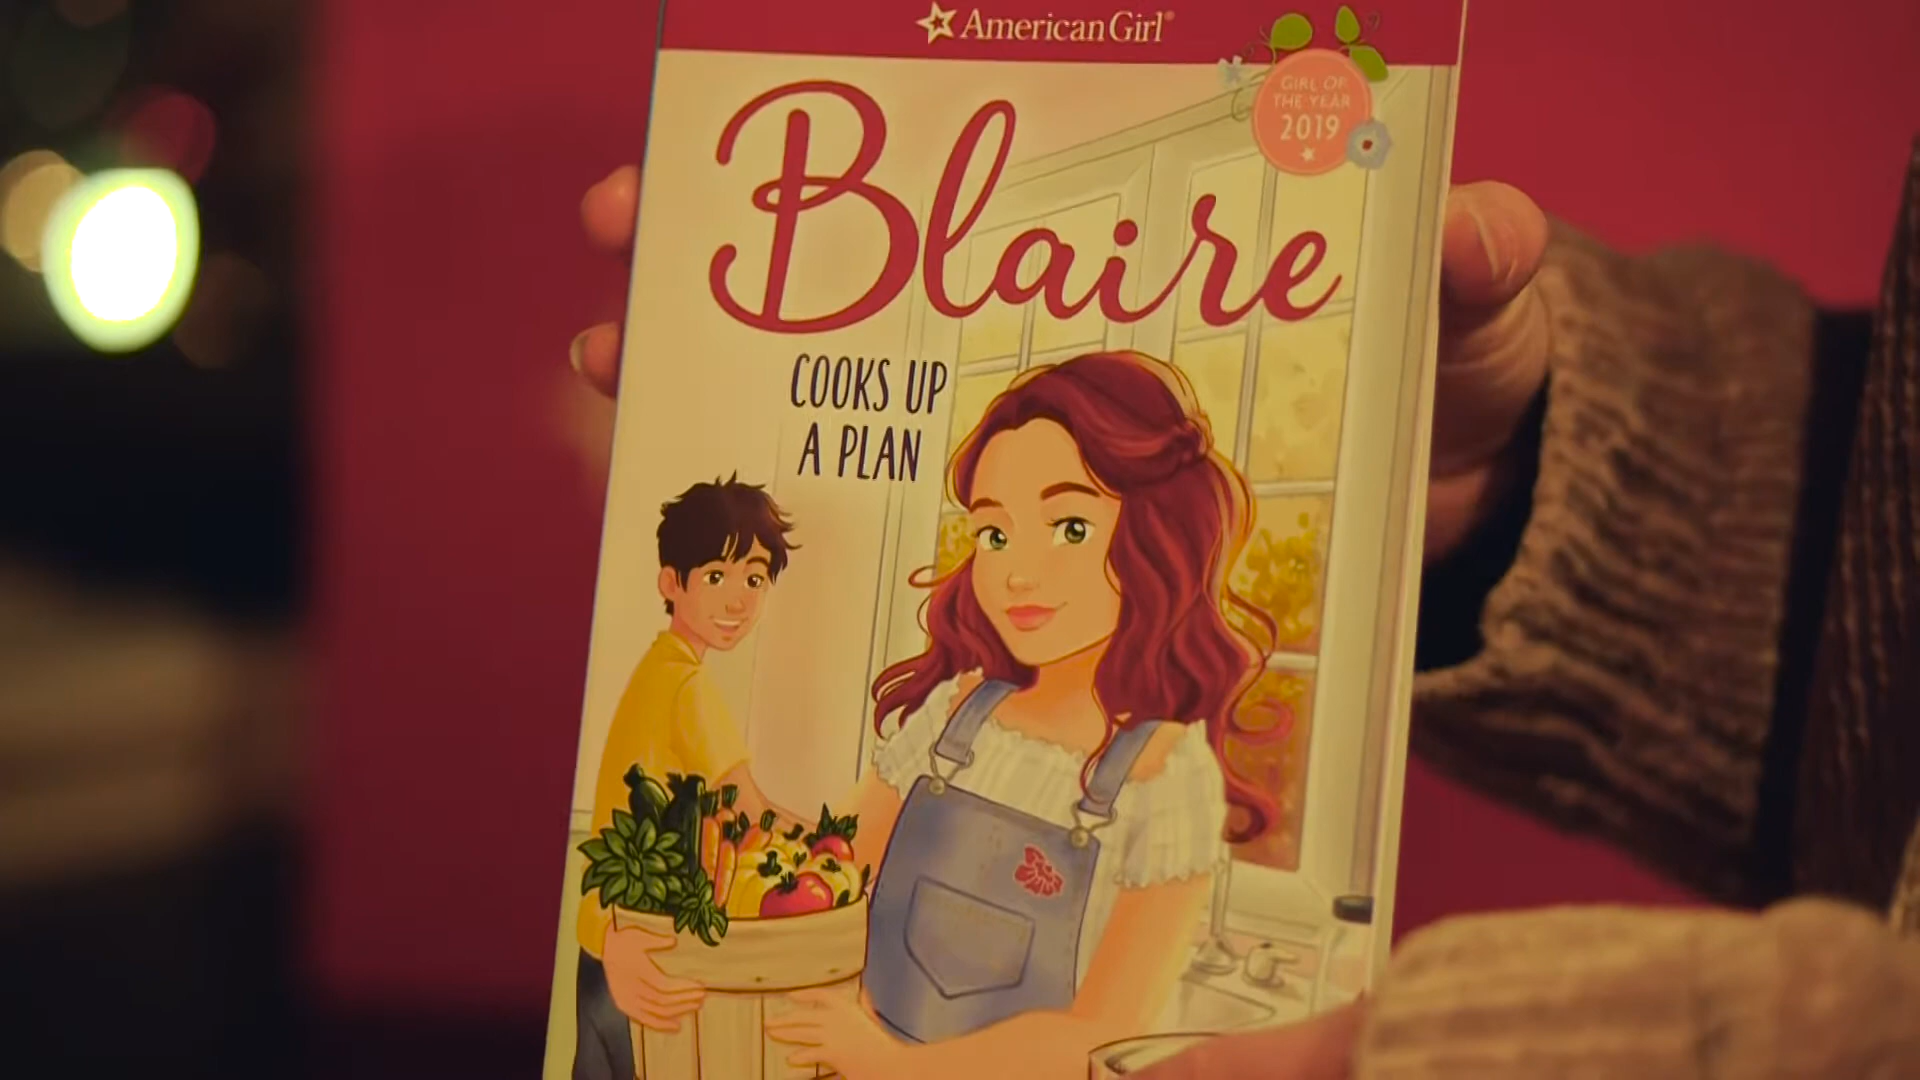 American Girl®
GIRL OF
THE YEAR
2019
Blaire
COOKS UP
A PLAN